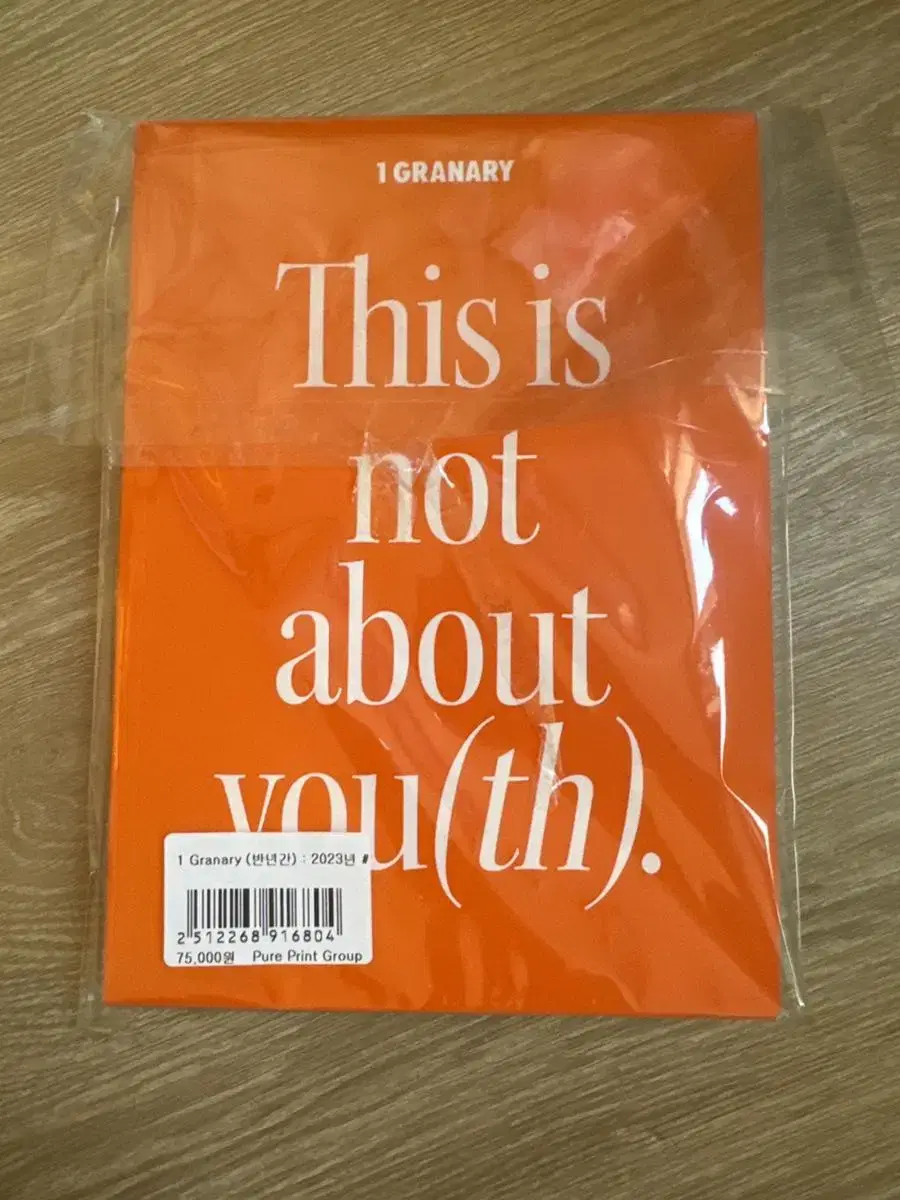 1 GRANARY
This is
not
about
you(th).
1 Granary (반년간) : 2023년 #
2 512268 916804
75,000원 Pure Print Group